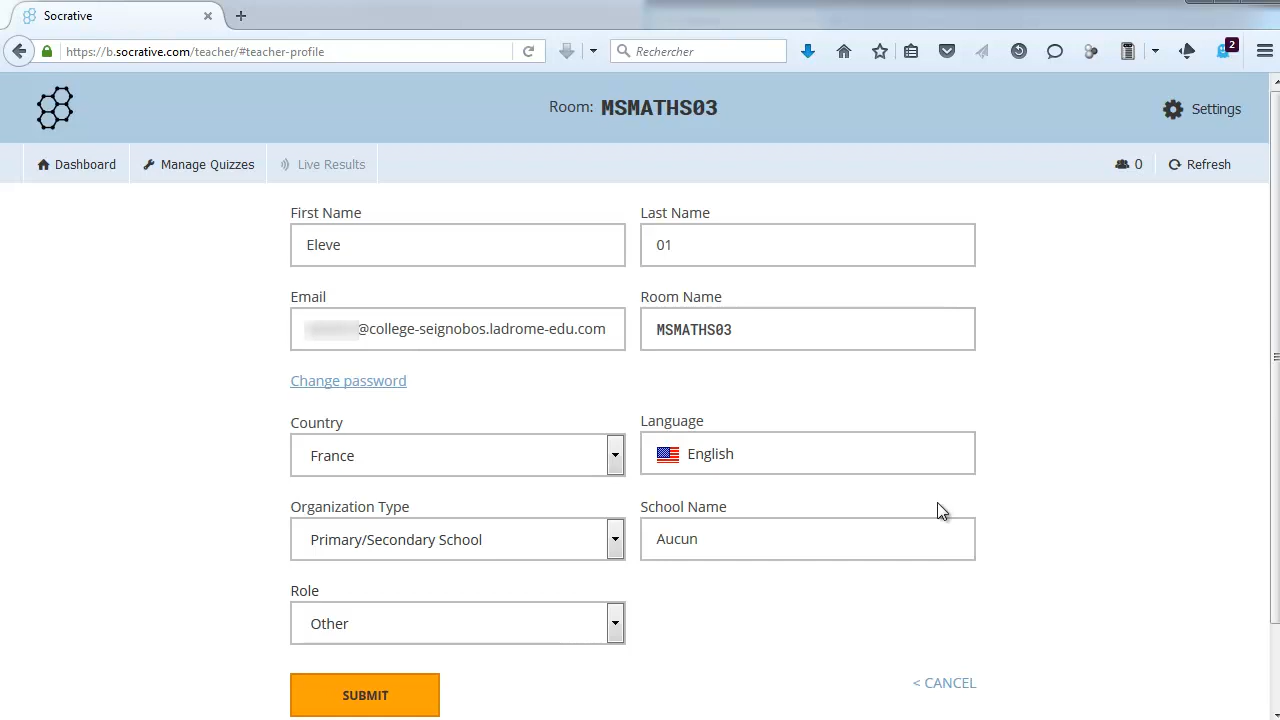 Socrative
https://b.socrative.com/teacher/#teacher-profile
Rechercher
2
Room: MSMATHS03
Settings
Dashboard
Manage Quizzes
Live Results
0
Refresh
First Name
Last Name
Eleve
01
Email
Room Name
@college-seignobos.ladrome-edu.com
MSMATHS03
Change password
Country
Language
France
English
Organization Type
School Name
Primary/Secondary School
Aucun
Role
Other
SUBMIT
< CANCEL